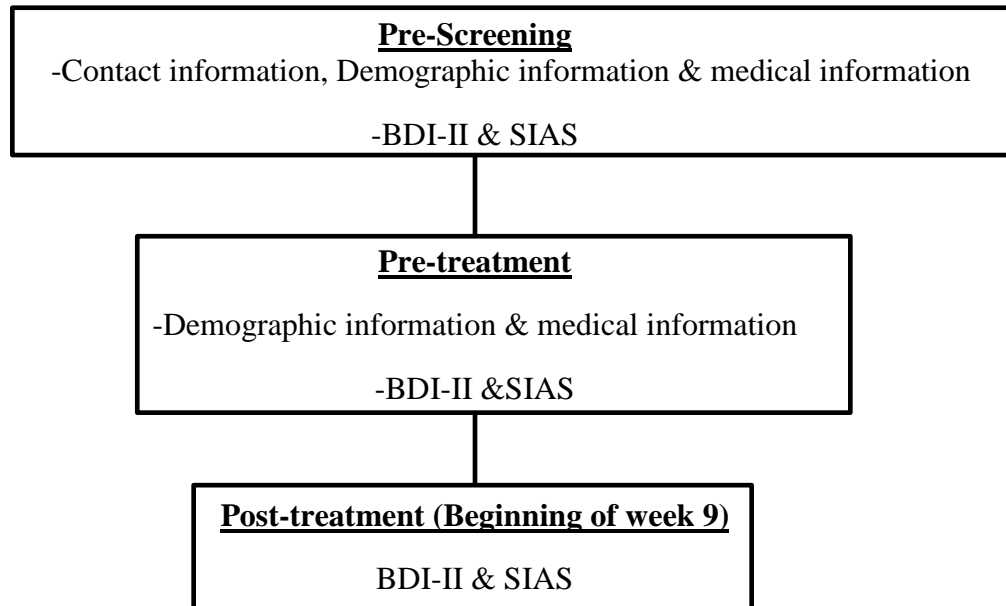 Pre-Screening
-Contact information, Demographic information & medical information
-BDI-II & SIAS
Pre-treatment
-Demographic information & medical information
-BDI-II &SIAS
Post-treatment (Beginning of week 9)
BDI-II & SIAS